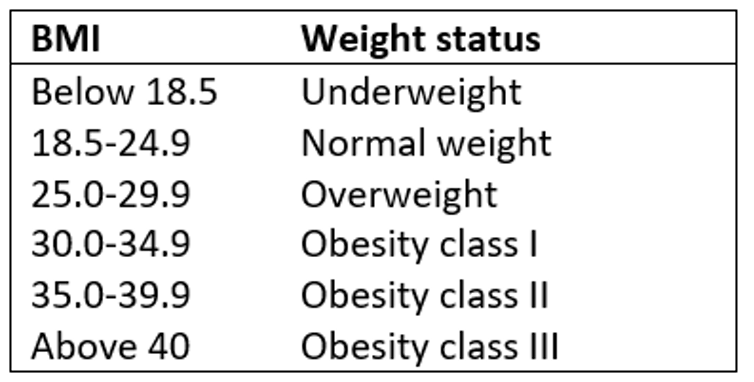 BMI Weight status
Below 18.5 Underweight
18.5-24.9 Normal weight
25.0-29.9 Overweight
30.0-34.9 Obesity class I
35.0-39.9 Obesity class II
Above 40 Obesity class III